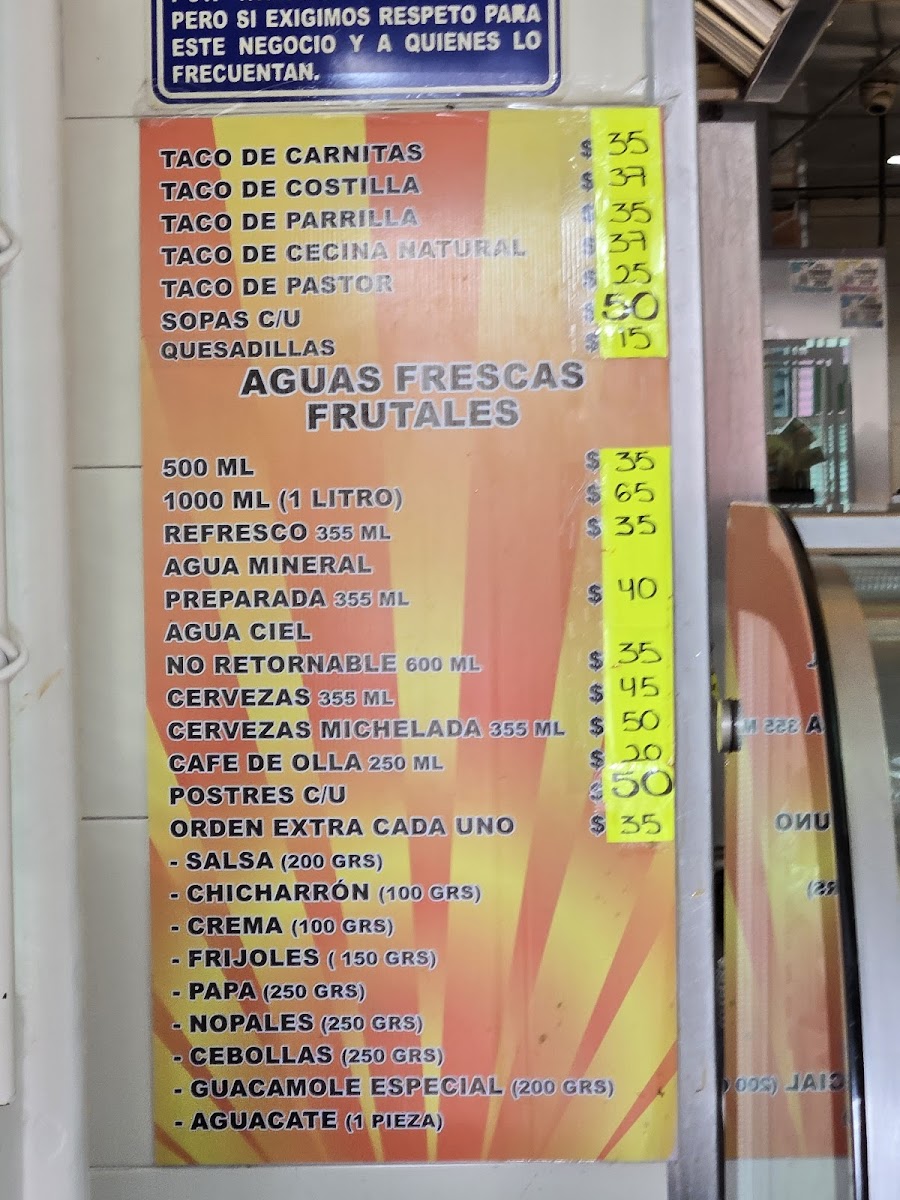 PERO SI EXIGIMOS RESPETO PARA
ESTE NEGOCIO Y A QUIENES LO
FRECUENTAN.
TACO DE CARNITAS $ 35
TACO DE COSTILLA $ 37
TACO DE PARRILLA $ 35
TACO DE CECINA NATURAL $ 37
TACO DE PASTOR $ 25
SOPAS C/U $ 50
QUESADILLAS $ 15
AGUAS FRESCAS
FRUTALES
500 ML $ 35
1000 ML (1 LITRO) $ 65
REFRESCO 355 ML $ 35
AGUA MINERAL
PREPARADA 355 ML $ 40
AGUA CIEL
NO RETORNABLE 600 ML $ 35
CERVEZAS 355 ML $ 45
CERVEZAS MICHELADA 355 ML $ 50
CAFE DE OLLA 250 ML $ 20
POSTRES C/U $ 50
ORDEN EXTRA CADA UNO $ 35
- SALSA (200 GRS)
- CHICHARRÓN (100 GRS)
- CREMA (100 GRS)
- FRIJOLES ( 150 GRS)
- PAPA (250 GRS)
- NOPALES (250 GRS)
- CEBOLLAS (250 GRS)
- GUACAMOLE ESPECIAL (200 GRS)
- AGUACATE (1 PIEZA)